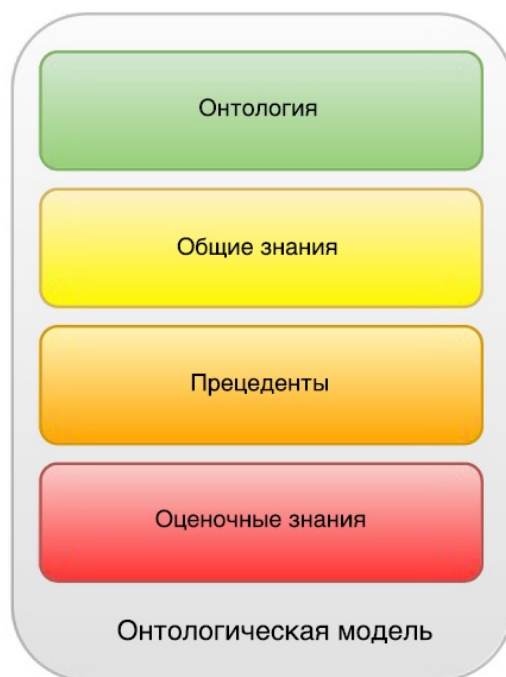 Онтология
Общие знания
Прецеденты
Оценочные знания
Онтологическая модель